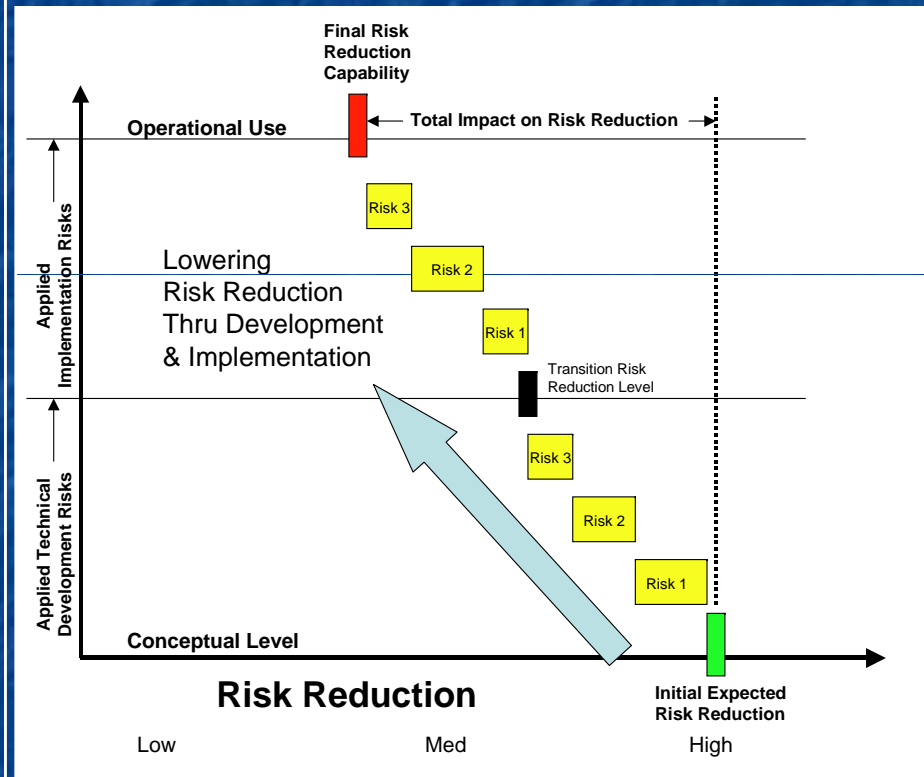 Final Risk
Reduction
Capability
Operational Use
Total Impact on Risk Reduction
Applied
Implementation Risks
Risk 3
Lowering
Risk Reduction
Thru Development
& Implementation
Risk 2
Risk 1
Transition Risk
Reduction Level
Applied Technical
Development Risks
Risk 3
Risk 2
Risk 1
Conceptual Level
Risk Reduction
Initial Expected
Risk Reduction
Low
Med
High